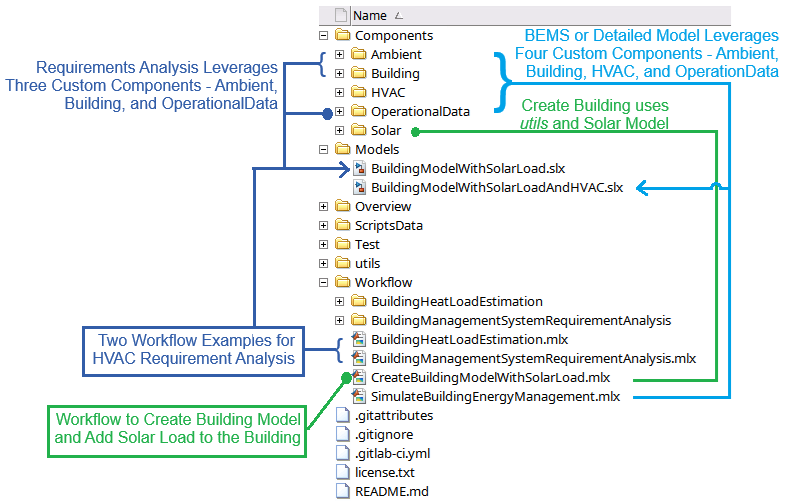 Name
Components
Ambient
Building
HVAC
OperationalData
Solar
Models
BuildingModelWithSolarLoad.slx
BuildingModelWithSolarLoadAndHVAC.slx
Overview
ScriptsData
Test
utils
Workflow
BuildingHeatLoadEstimation
BuildingManagementSystemRequirementAnalysis
BuildingHeatLoadEstimation.mlx
BuildingManagementSystemRequirementAnalysis.mlx
CreateBuildingModelWithSolarLoad.mlx
SimulateBuildingEnergyManagement.mlx
.gitattributes
.gitignore
.gitlab-ci.yml
license.txt
README.md
Requirements Analysis Leverages
Three Custom Components - Ambient,
Building, and OperationalData
BEMS or Detailed Model Leverages
Four Custom Components - Ambient,
Building, HVAC, and OperationData
Create Building uses
utils and Solar Model
Two Workflow Examples for
HVAC Requirement Analysis
Workflow to Create Building Model
and Add Solar Load to the Building